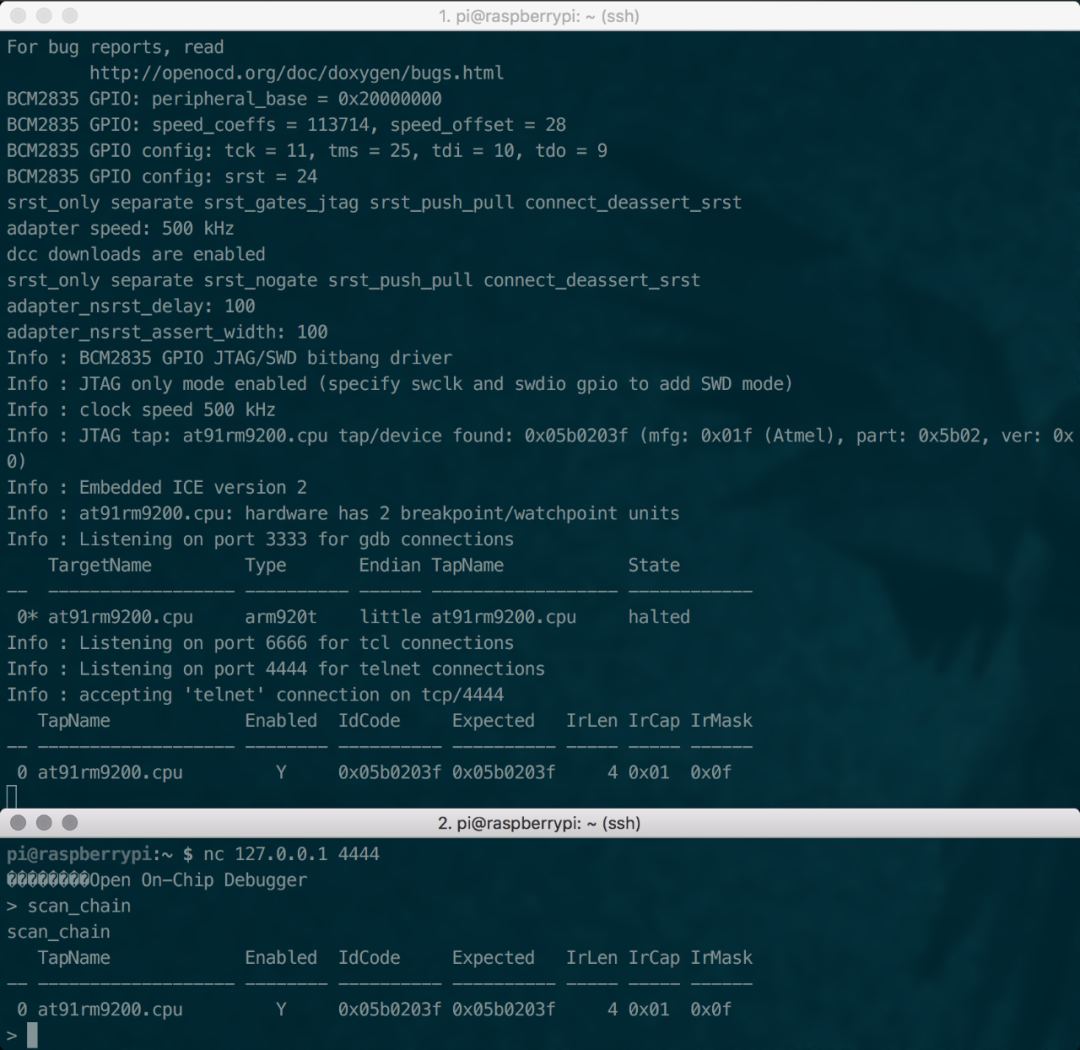 1. pi@raspberrypi: ~ (ssh)
For bug reports, read
        http://openocd.org/doc/doxygen/bugs.html
BCM2835 GPIO: peripheral_base = 0x20000000
BCM2835 GPIO: speed_coeffs = 113714, speed_offset = 28
BCM2835 GPIO config: tck = 11, tms = 25, tdi = 10, tdo = 9
BCM2835 GPIO config: srst = 24
srst_only separate srst_gates_jtag srst_push_pull connect_deassert_srst
adapter speed: 500 kHz
dcc downloads are enabled
srst_only separate srst_nogate srst_push_pull connect_deassert_srst
adapter_nsrst_delay: 100
adapter_nsrst_assert_width: 100
Info : BCM2835 GPIO JTAG/SWD bitbang driver
Info : JTAG only mode enabled (specify swclk and swdio gpio to add SWD mode)
Info : clock speed 500 kHz
Info : JTAG tap: at91rm9200.cpu tap/device found: 0x05b0203f (mfg: 0x01f (Atmel), part: 0x5b02, ver: 0x
0)
Info : Embedded ICE version 2
Info : at91rm9200.cpu: hardware has 2 breakpoint/watchpoint units
Info : Listening on port 3333 for gdb connections
    TargetName         Type       Endian TapName            State
--  ------------------ ---------- ------ ------------------ ------------
 0* at91rm9200.cpu     arm920t    little at91rm9200.cpu     halted
Info : Listening on port 6666 for tcl connections
Info : Listening on port 4444 for telnet connections
Info : accepting 'telnet' connection on tcp/4444
   TapName             Enabled  IdCode     Expected   IrLen IrCap IrMask
-- ------------------- -------- ---------- ---------- ----- ----- ------
 0 at91rm9200.cpu         Y     0x05b0203f 0x05b0203f     4 0x01  0x0f
2. pi@raspberrypi: ~ (ssh)
pi@raspberrypi:~ $ nc 127.0.0.1 4444
��������Open On-Chip Debugger
> scan_chain
scan_chain
   TapName             Enabled  IdCode     Expected   IrLen IrCap IrMask
-- ------------------- -------- ---------- ---------- ----- ----- ------
 0 at91rm9200.cpu         Y     0x05b0203f 0x05b0203f     4 0x01  0x0f
>